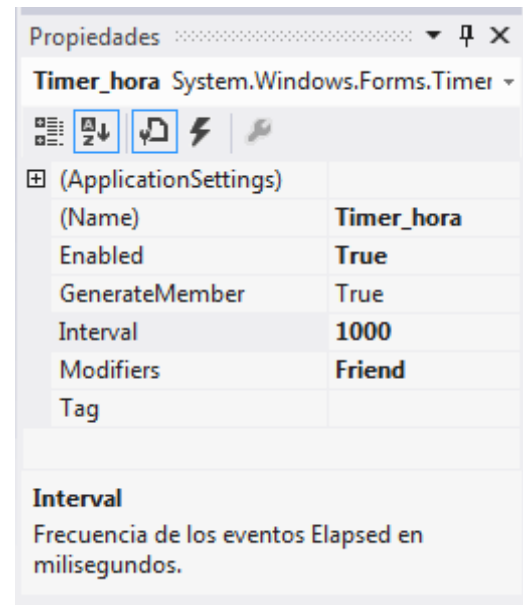 Propiedades
Timer_hora System.Windows.Forms.Timer
(ApplicationSettings)
(Name) Timer_hora
Enabled True
GenerateMember True
Interval 1000
Modifiers Friend
Tag
Interval
Frecuencia de los eventos Elapsed en
milisegundos.